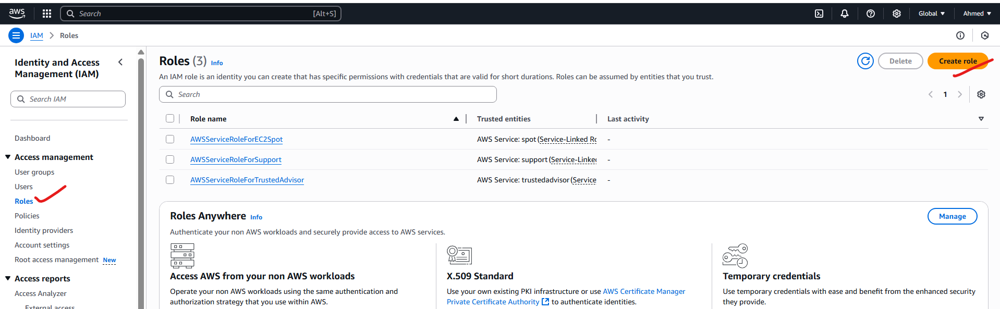 aws
Search [Alt+S] Global Ahmed
IAM Roles
Identity and Access
Management (IAM)
Search IAM
Dashboard
Access management
User groups
Users
Roles
Policies
Identity providers
Account settings
Root access management New
Access reports
Access Analyzer
External access
Roles (3) Info
Delete
Create role
An IAM role is an identity you can create that has specific permissions with credentials that are valid for short durations. Roles can be assumed by entities that you trust.
Search
1
Role name Trusted entities Last activity
AWSServiceRoleForEC2Spot AWS Service: spot (Service-Linked Ro -
AWSServiceRoleForSupport AWS Service: support (Service-Linked -
AWSServiceRoleForTrustedAdvisor AWS Service: trustedadvisor (Service -
Roles Anywhere Info
Manage
Authenticate your non AWS workloads and securely provide access to AWS services.
Access AWS from your non AWS workloads
Operate your non AWS workloads using the same authentication and
authorization strategy that you use within AWS.
X.509 Standard
Use your own existing PKI infrastructure or use AWS Certificate Manager
Private Certificate Authority to authenticate identities.
Temporary credentials
Use temporary credentials with ease and benefit from the enhanced security
they provide.